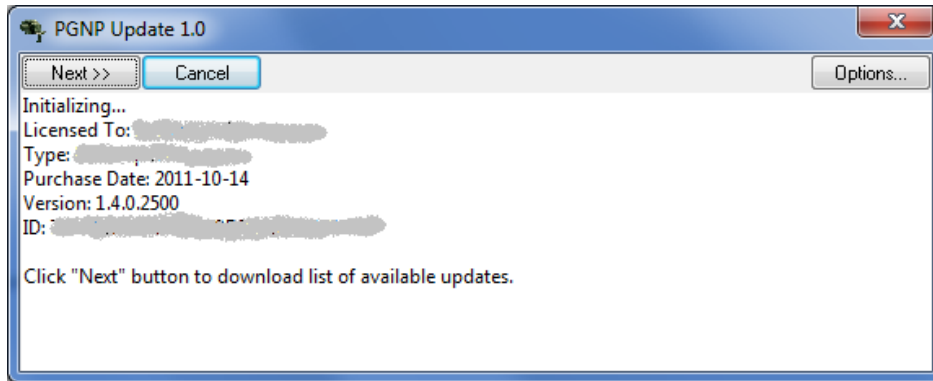 PGNP Update 1.0
Next >> Cancel Options...
Initializing...
Licensed To:
Type:
Purchase Date: 2011-10-14
Version: 1.4.0.2500
ID:
Click "Next" button to download list of available updates.